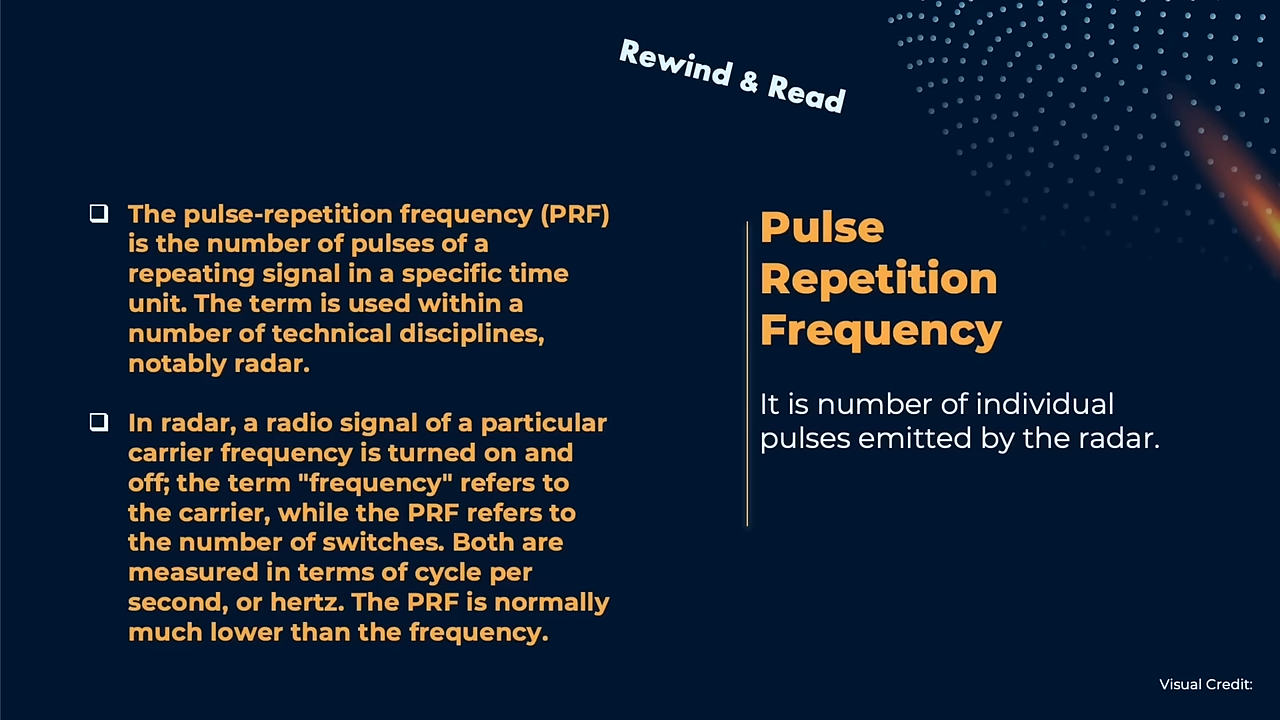 Rewind & Read
The pulse-repetition frequency (PRF)
is the number of pulses of a
repeating signal in a specific time
unit. The term is used within a
number of technical disciplines,
notably radar.
In radar, a radio signal of a particular
carrier frequency is turned on and
off; the term "frequency" refers to
the carrier, while the PRF refers to
the number of switches. Both are
measured in terms of cycle per
second, or hertz. The PRF is normally
much lower than the frequency.
Pulse
Repetition
Frequency
It is number of individual
pulses emitted by the radar.
Visual Credit: